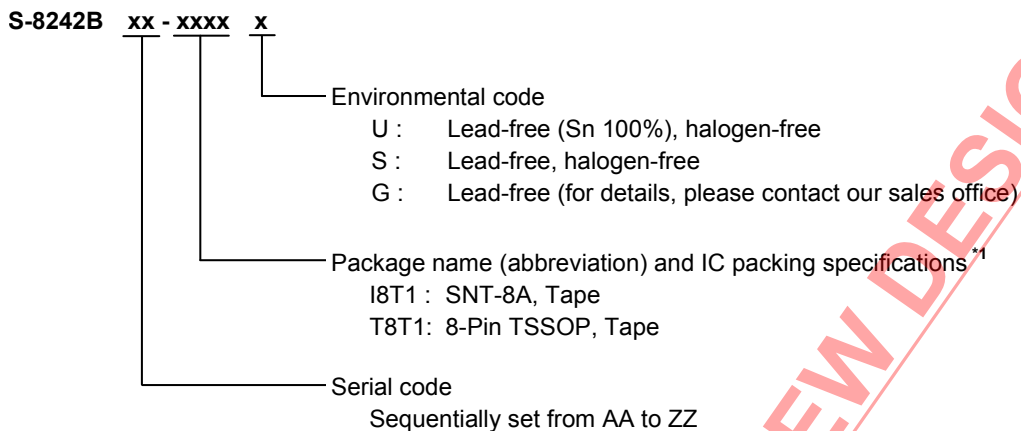 S-8242B xx - xxxx x
Environmental code
U : Lead-free (Sn 100%), halogen-free
S : Lead-free, halogen-free
G : Lead-free (for details, please contact our sales office)
Package name (abbreviation) and IC packing specifications*1
I8T1 : SNT-8A, Tape
T8T1: 8-Pin TSSOP, Tape
Serial code
Sequentially set from AA to ZZ
EW DESIG